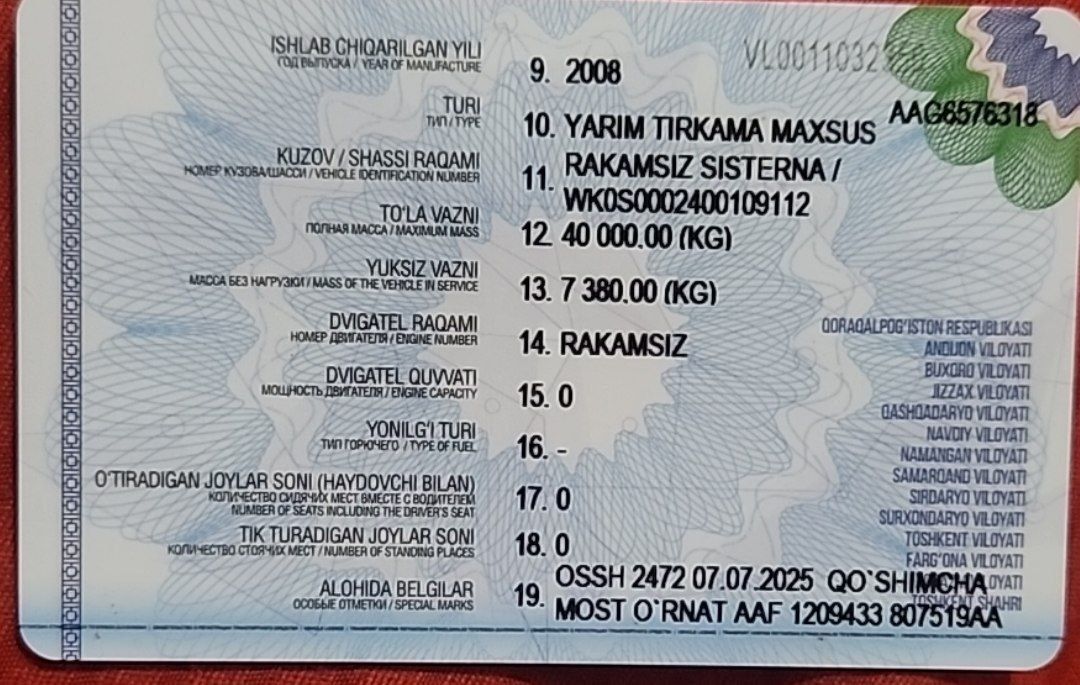 ISHLAB CHIQARILGAN YILI
ГОД ВЫПУСКА / YEAR OF MANUFACTURE
9. 2008
AAG6576318
TURI
ТИП / TYPE
10. YARIM TIRKAMA MAXSUS
KUZOV / SHASSI RAQAMI
НОМЕР КУЗОВА/ШАССИ / VEHICLE IDENTIFICATION NUMBER
11. RAKAMSIZ SISTERNA /
WK0S0002400109112
TO'LA VAZNI
ПОЛНАЯ МАССА / MAXIMUM MASS
12. 40 000.00 (KG)
YUKSIZ VAZNI
МАССА БЕЗ НАГРУЗКИ / MASS OF THE VEHICLE IN SERVICE
13. 7 380.00 (KG)
DVIGATEL RAQAMI
НОМЕР ДВИГАТЕЛЯ / ENGINE NUMBER
14. RAKAMSIZ
DVIGATEL QUVVATI
МОЩНОСТЬ ДВИГАТЕЛЯ / ENGINE CAPACITY
15. 0
YONILG'I TURI
ТИП ГОРЮЧЕГО / TYPE OF FUEL
16. -
O'TIRADIGAN JOYLAR SONI (HAYDOVCHI BILAN)
КОЛИЧЕСТВО СИДЯЧИХ МЕСТ ВМЕСТЕ С ВОДИТЕЛЕМ
NUMBER OF SEATS INCLUDING THE DRIVER'S SEAT
17. 0
TIK TURADIGAN JOYLAR SONI
КОЛИЧЕСТВО СТОЯЧИХ МЕСТ / NUMBER OF STANDING PLACES
18. 0
ALOHIDA BELGILAR
ОСОБЫЕ ОТМЕТКИ / SPECIAL MARKS
19. OSSH 2472 07.07.2025 QO`SHIMCHA
MOST O`RNAT AAF 1209433 807519AA
QORAQALPOG'ISTON RESPUBLIKASI
ANDIJON VILOYATI
BUXORO VILOYATI
JIZZAX VILOYATI
QASHQADARYO VILOYATI
NAVOIY VILOYATI
NAMANGAN VILOYATI
SAMARQAND VILOYATI
SIRDARYO VILOYATI
SURXONDARYO VILOYATI
TOSHKENT VILOYATI
FARG'ONA VILOYATI
VILOYATI
TOSHKENT SHAHRI